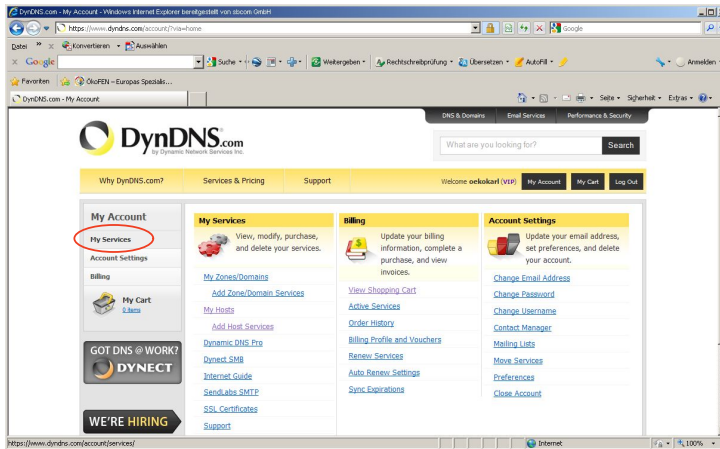 DynDNS.com - My Account - Windows Internet Explorer bereitgestellt von sbcom GmbH
https://www.dyndns.com/account/?via=home
Google
Datei » x Konvertieren Auswählen
x Google Suche Weitergeben Rechtschreibprüfung Übersetzen AutoFill Anmelden
Favoriten ÖkoFEN – Europas Spezialis...
DynDNS.com - My Account
Seite Sicherheit Extras
DNS & Domains Email Services Performance & Security
DynDNS.com
by Dynamic Network Services Inc.
What are you looking for? Search
Why DynDNS.com? Services & Pricing Support Welcome oekokarl (VIP) My Account My Cart Log Out
My Account
My Services
Account Settings
Billing
My Cart
0 items
GOT DNS @ WORK?
DYNECT
WE'RE HIRING
My Services
View, modify, purchase,
and delete your services.
My Zones/Domains
Add Zone/Domain Services
My Hosts
Add Host Services
Dynamic DNS Pro
Dynect SMB
Internet Guide
SendLabs SMTP
SSL Certificates
Support
Billing
Update your billing
information, complete a
purchase, and view
invoices.
View Shopping Cart
Active Services
Order History
Billing Profile and Vouchers
Renew Services
Auto Renew Settings
Sync Expirations
Account Settings
Update your email address,
set preferences, and delete
your account.
Change Email Address
Change Password
Change Username
Contact Manager
Mailing Lists
Move Services
Preferences
Close Account
https://www.dyndns.com/account/services/
Internet
100%